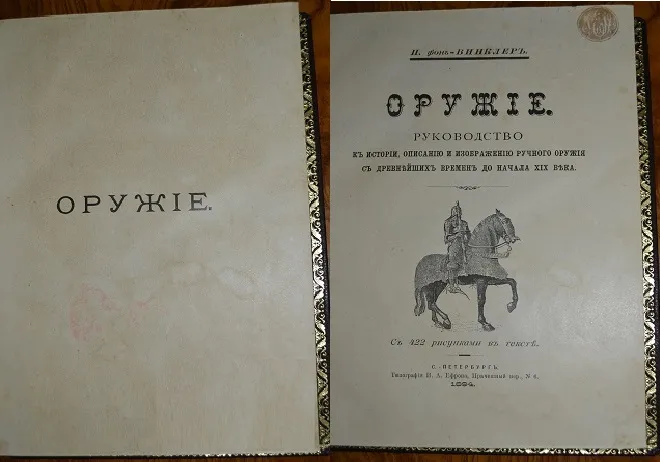 ОРУЖІЕ.
П. фонъ-ВИНКЛЕРЪ.
ОРУЖІЕ.
РУКОВОДСТВО
КЪ ИСТОРІИ, ОПИСАНІЮ И ИЗОБРАЖЕНІЮ РУЧНОГО ОРУЖІЯ
СЪ ДРЕВНѢЙШИХЪ ВРЕМЕНЪ ДО НАЧАЛА XIX ВѢКА.
Съ 422 рисунками въ текстѣ.
С.-ПЕТЕРБУРГЪ.
Типографія И. А. Ефрона, Прачешный пер., № 6.
1894.